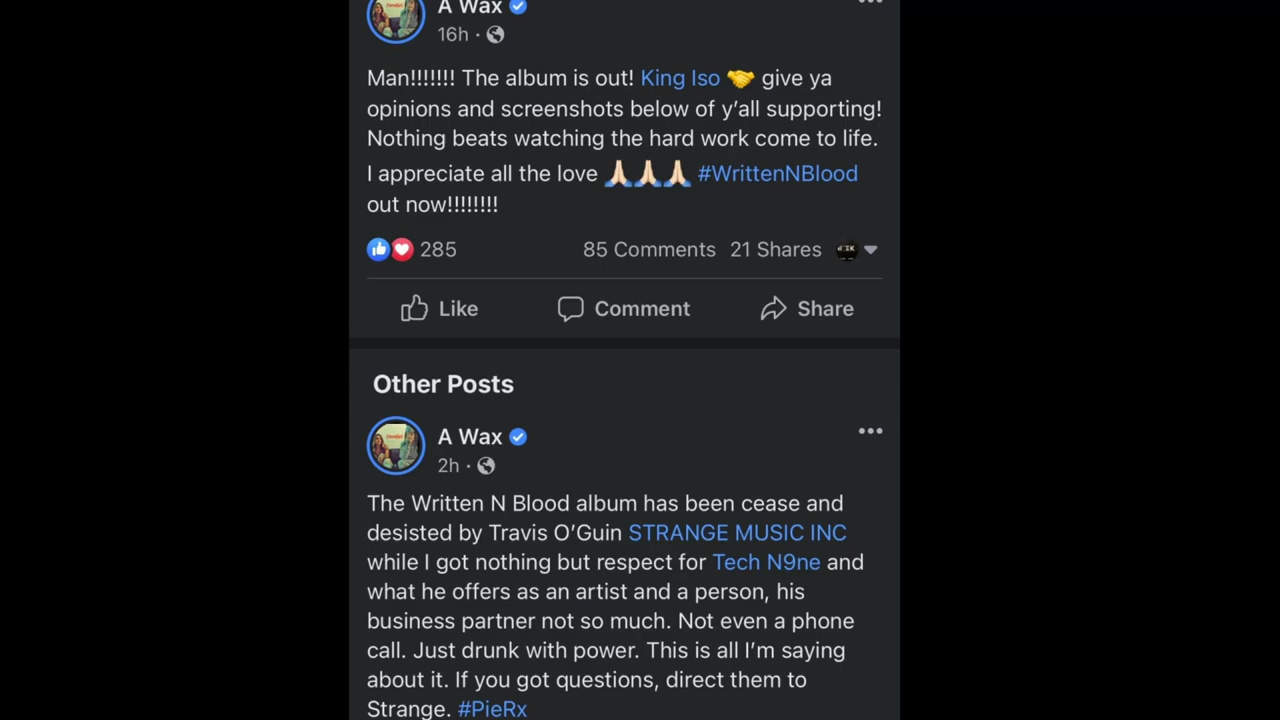 A Wax
16h ·
Man!!!!!!! The album is out! King Iso 🤝 give ya
opinions and screenshots below of y’all supporting!
Nothing beats watching the hard work come to life.
I appreciate all the love 🙏🏻🙏🏻🙏🏻 #WrittenNBlood
out now!!!!!!!!
285 85 Comments 21 Shares
Like Comment Share
Other Posts
A Wax
2h ·
The Written N Blood album has been cease and
desisted by Travis O’Guin STRANGE MUSIC INC
while I got nothing but respect for Tech N9ne and
what he offers as an artist and a person, his
business partner not so much. Not even a phone
call. Just drunk with power. This is all I’m saying
about it. If you got questions, direct them to
Strange. #PieRx